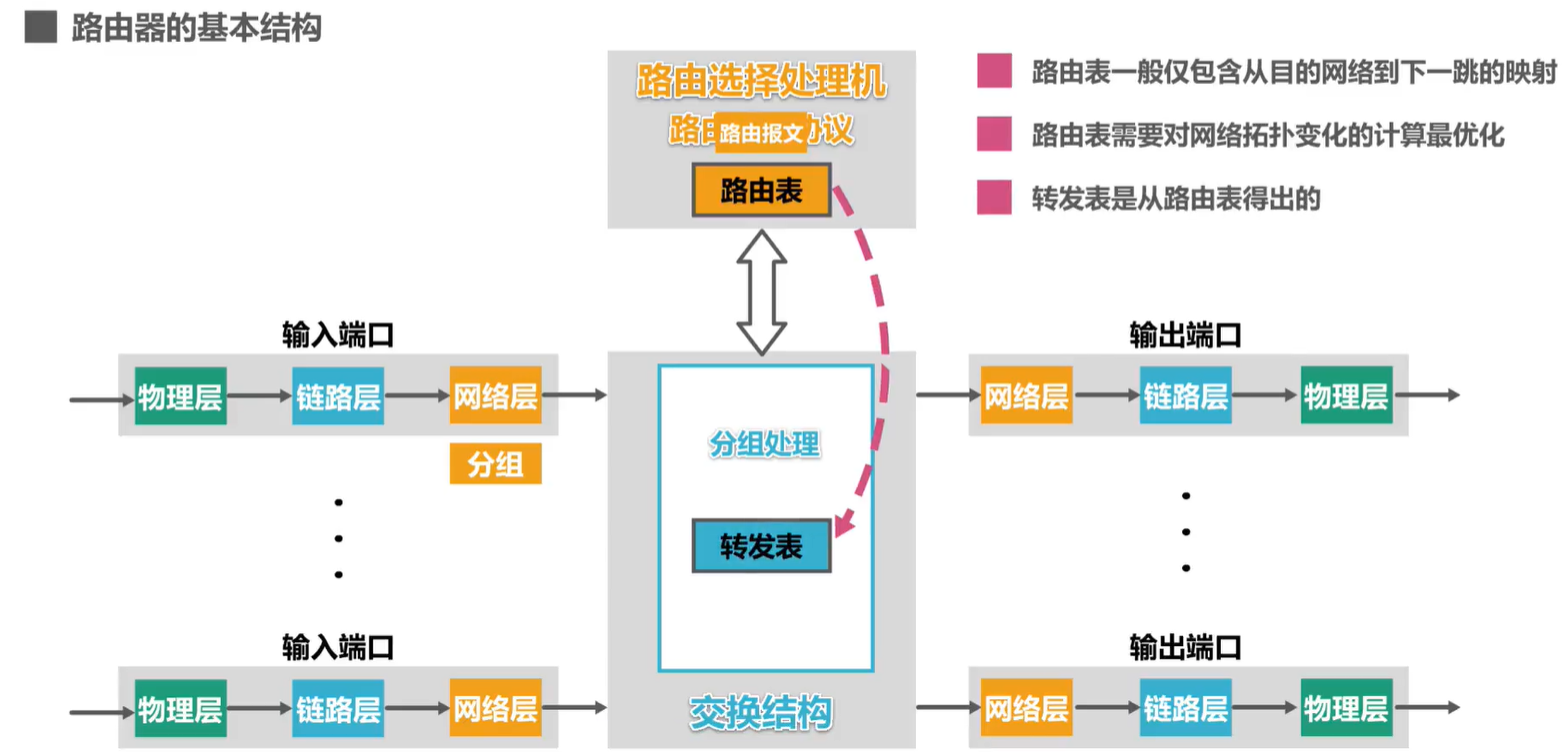 路由器的基本结构
路由选择处理机
路由 协议
路由报文
路由表
路由表一般仅包含从目的网络到下一跳的映射
路由表需要对网络拓扑变化的计算最优化
转发表是从路由表得出的
输入端口
物理层 链路层 网络层
分组
输入端口
物理层 链路层 网络层
分组处理
转发表
交换结构
输出端口
网络层 链路层 物理层
输出端口
网络层 链路层 物理层